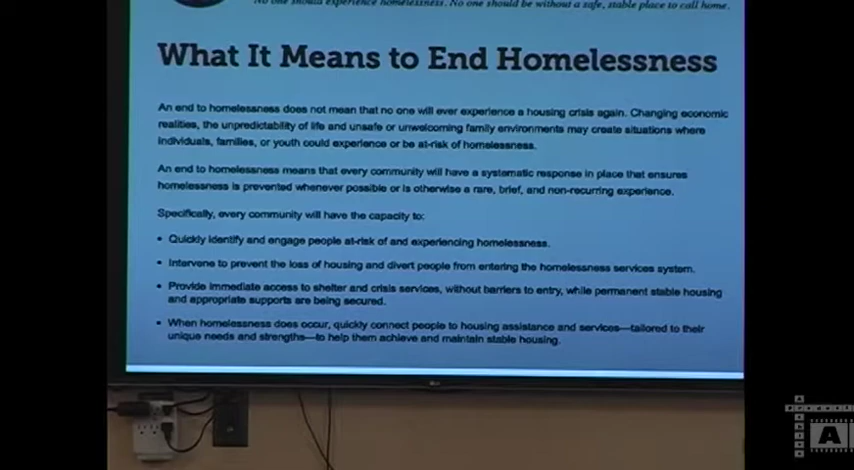 No one should experience homelessness. No one should be without a safe, stable place to call home.
What It Means to End Homelessness
An end to homelessness does not mean that no one will ever experience a housing crisis again. Changing economic
realities, the unpredictability of life and unsafe or unwelcoming family environments may create situations where
individuals, families, or youth could experience or be at-risk of homelessness.
An end to homelessness means that every community will have a systematic response in place that ensures
homelessness is prevented whenever possible or is otherwise a rare, brief, and non-recurring experience.
Specifically, every community will have the capacity to:
• Quickly identify and engage people at-risk of and experiencing homelessness.
• Intervene to prevent the loss of housing and divert people from entering the homelessness services system.
• Provide immediate access to shelter and crisis services, without barriers to entry, while permanent stable housing
and appropriate supports are being secured.
• When homelessness does occur, quickly connect people to housing assistance and services—tailored to their
unique needs and strengths—to help them achieve and maintain stable housing.
LG
A